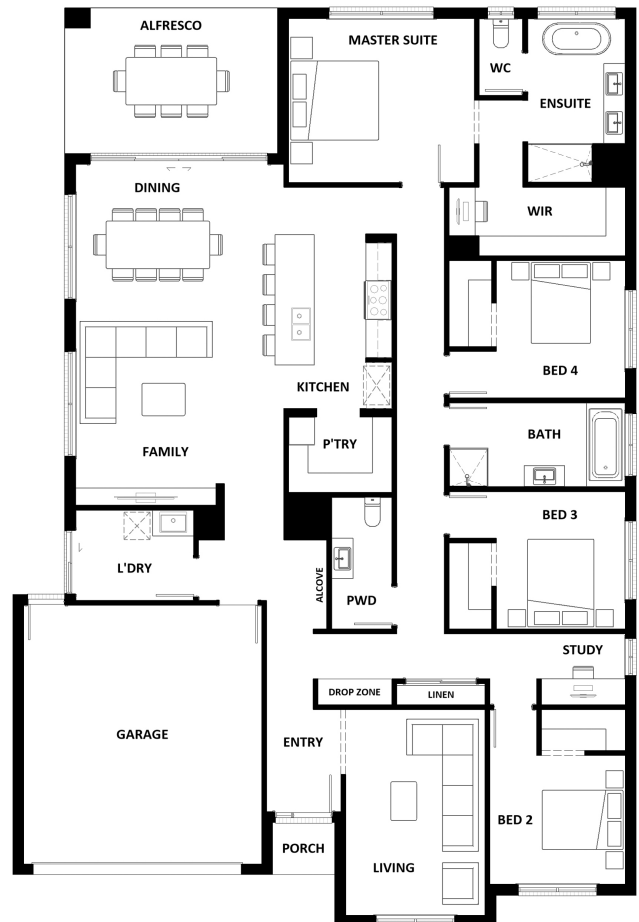 ALFRESCO
MASTER SUITE
WC
ENSUITE
DINING
WIR
BED 4
KITCHEN
BATH
P'TRY
FAMILY
BED 3
L'DRY
ALCOVE
PWD
STUDY
DROP ZONE
LINEN
GARAGE
ENTRY
BED 2
PORCH
LIVING